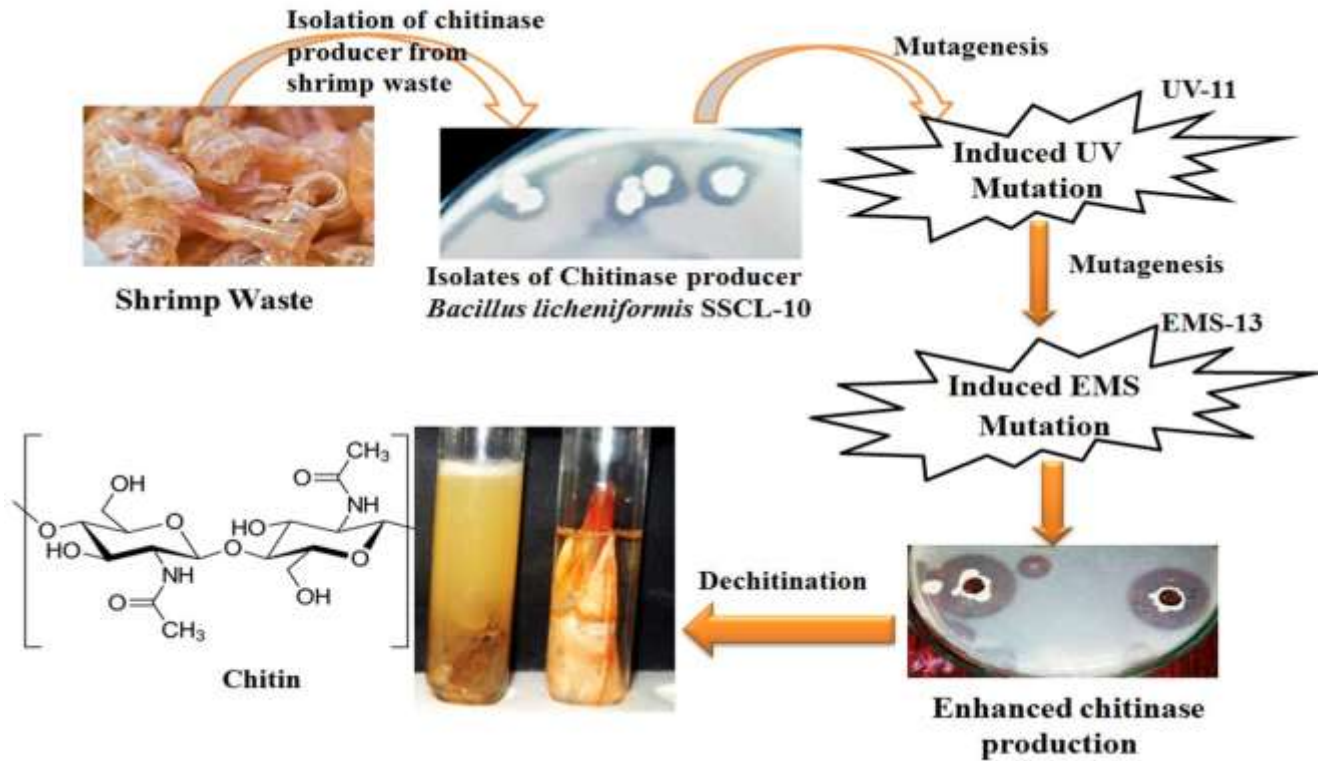 Isolation of chitinase
producer from
shrimp waste
Shrimp Waste
Isolates of Chitinase producer
Bacillus licheniformis SSCL-10
Mutagenesis
UV-11
Induced UV
Mutation
Mutagenesis
EMS-13
Induced EMS
Mutation
Enhanced chitinase
production
Dechitination
CH₃
O
NH
OH
O
O
HO
O
HO
O
O
NH
OH
O
CH₃
Chitin